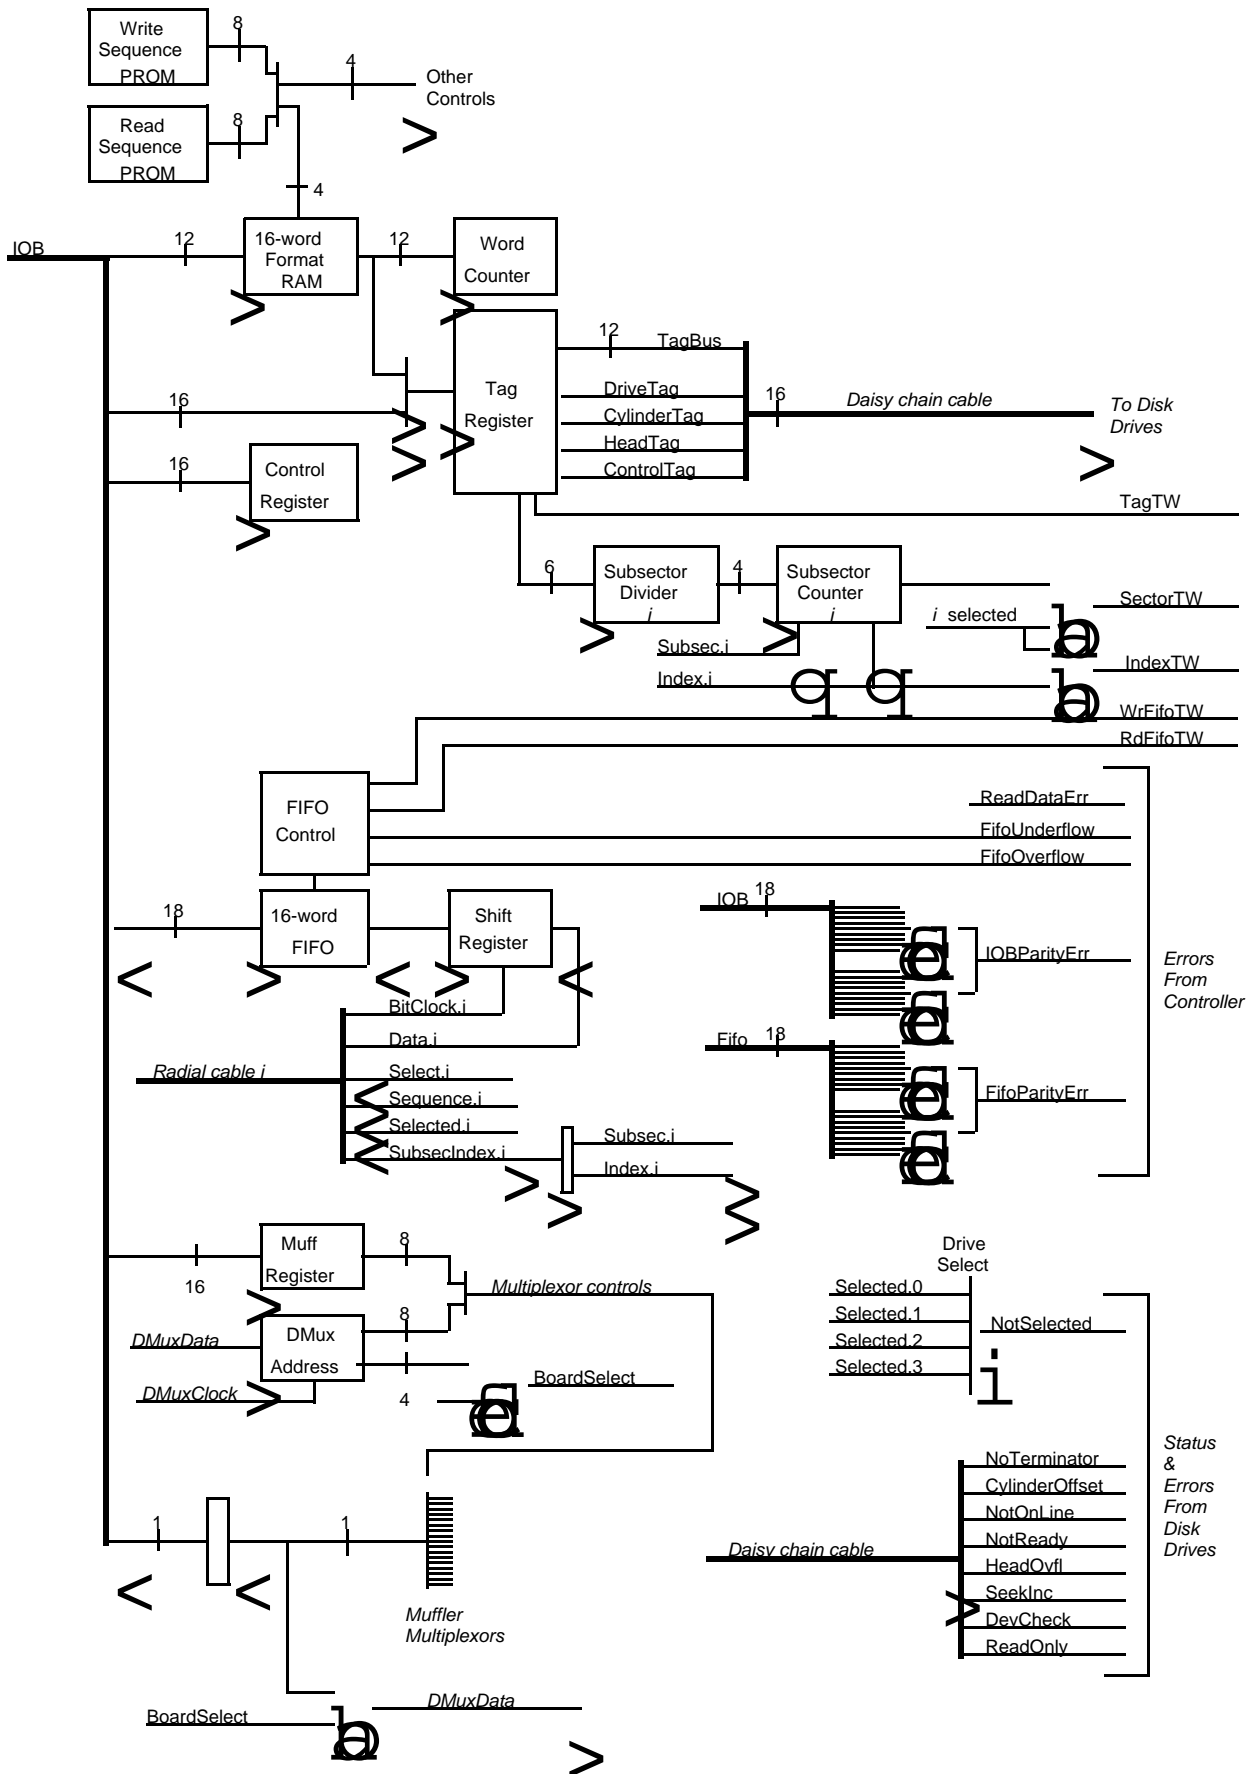 Write
Sequence
PROM
8
4
Other
Controls
Read
Sequence
PROM
8
4
IOB
12
16-word
Format
RAM
12
Word
Counter
12
TagBus
Tag
Register
DriveTag
CylinderTag
HeadTag
ControlTag
16
Daisy chain cable
To Disk
Drives
16
16
Control
Register
TagTW
6
Subsector
Divider
i
4
Subsector
Counter
i
i selected
SectorTW
Subsec.i
Index.i
IndexTW
WrFifoTW
RdFifoTW
FIFO
Control
ReadDataErr
FifoUnderflow
FifoOverflow
18
16-word
FIFO
Shift
Register
IOB
18
IOBParityErr
Errors
From
Controller
BitClock.i
Data.i
Radial cable i
Select.i
Sequence.i
Selected.i
SubsecIndex.i
Subsec.i
Index.i
Fifo
18
FifoParityErr
16
Muff
Register
8
Multiplexor controls
DMuxData
DMux
Address
8
DMuxClock
4
BoardSelect
Drive
Select
Selected.0
Selected.1
Selected.2
Selected.3
NotSelected
1
1
Muffler
Multiplexors
Daisy chain cable
NoTerminator
CylinderOffset
NotOnLine
NotReady
HeadOvfl
SeekInc
DevCheck
ReadOnly
Status
&
Errors
From
Disk
Drives
BoardSelect
DMuxData